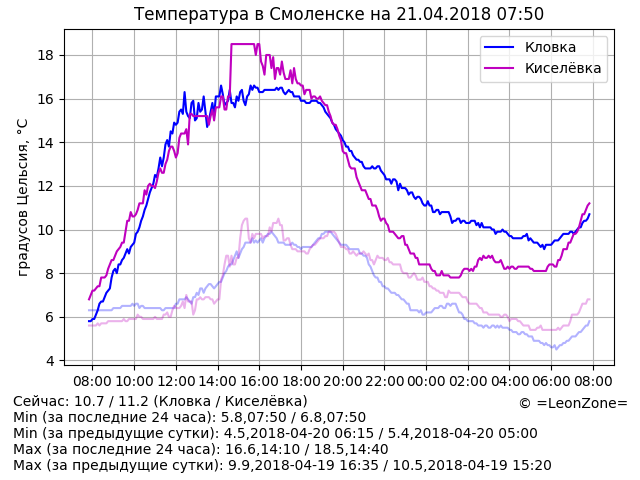 Температура в Смоленске на 21.04.2018 07:50
Кловка
Киселёвка
градусов Цельсия, °C
18
16
14
12
10
8
6
4
08:00 10:00 12:00 14:00 16:00 18:00 20:00 22:00 00:00 02:00 04:00 06:00 08:00
Сейчас: 10.7 / 11.2 (Кловка / Киселёвка)
© =LeonZone=
Min (за последние 24 часа): 5.8,07:50 / 6.8,07:50
Min (за предыдущие сутки): 4.5,2018-04-20 06:15 / 5.4,2018-04-20 05:00
Max (за последние 24 часа): 16.6,14:10 / 18.5,14:40
Max (за предыдущие сутки): 9.9,2018-04-19 16:35 / 10.5,2018-04-19 15:20